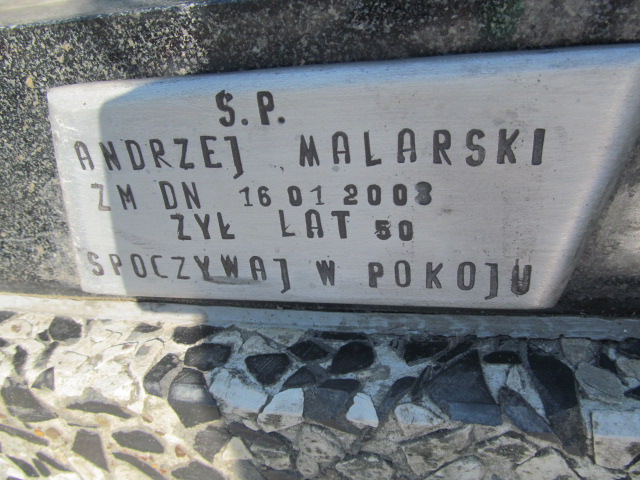 Ś.P.
ANDRZEJ MALARSKI
ZM DN 16 01 2008
ŻYŁ LAT 50
SPOCZYWAJ W POKOJU